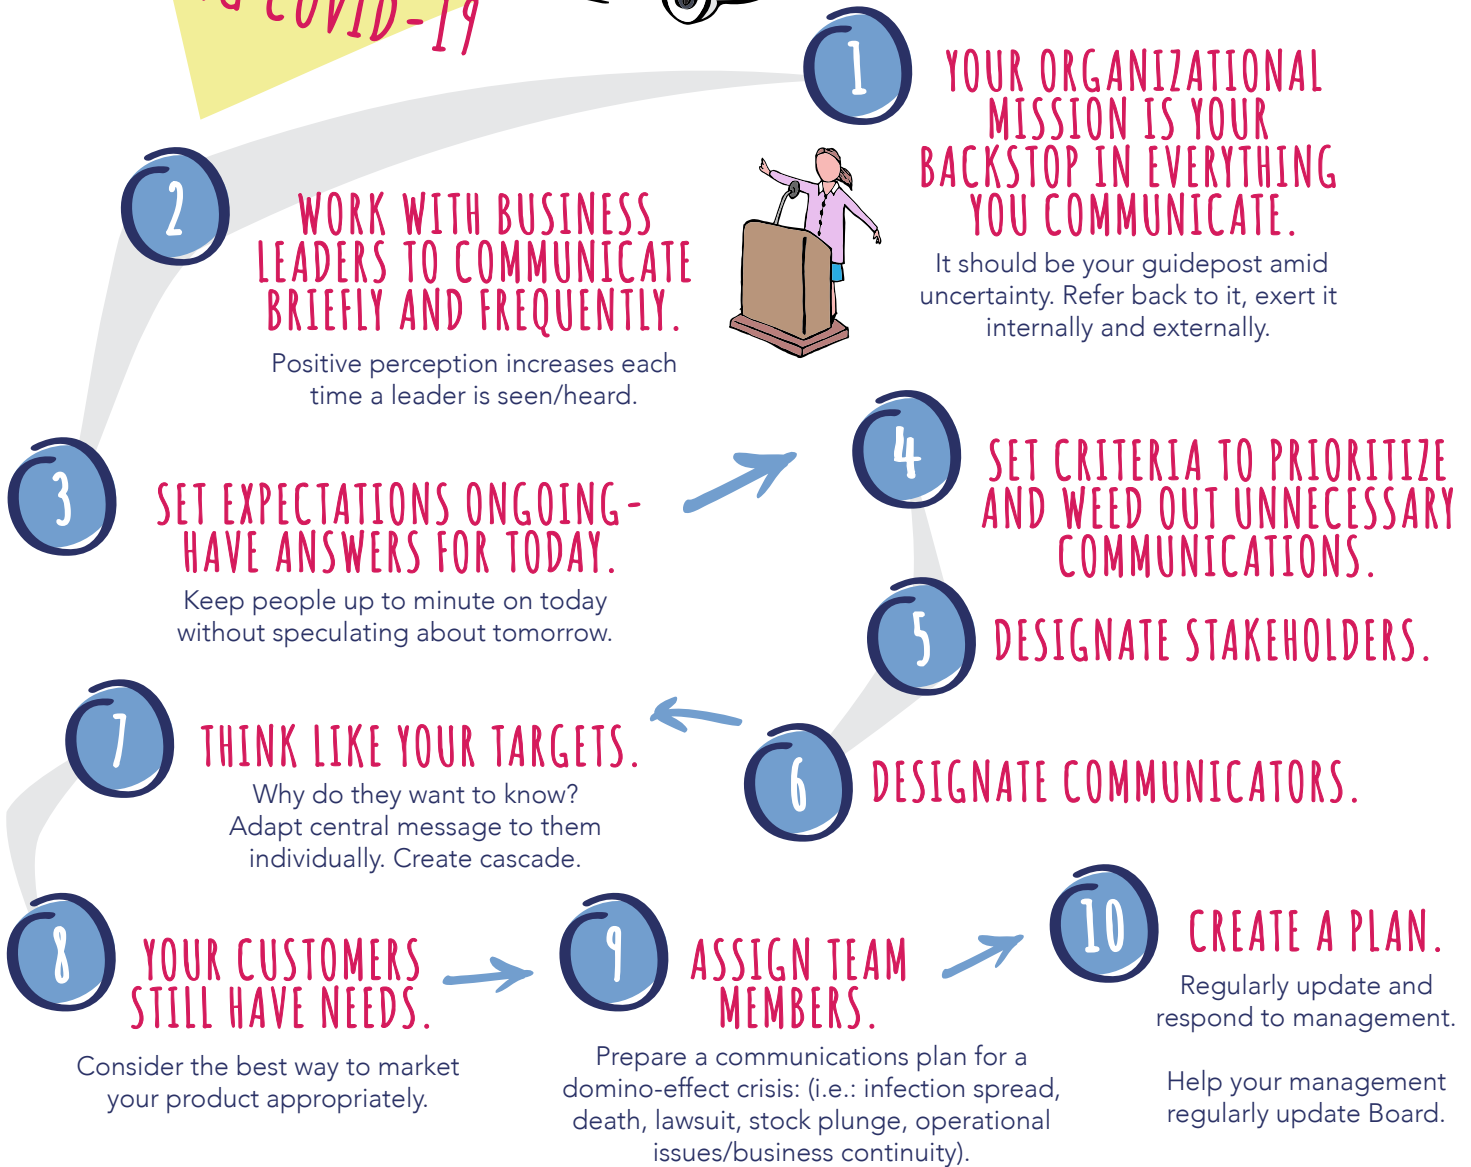 COVID-19
1
YOUR ORGANIZATIONAL
MISSION IS YOUR
BACKSTOP IN EVERYTHING
YOU COMMUNICATE.
It should be your guidepost amid
uncertainty. Refer back to it, exert it
internally and externally.
2
WORK WITH BUSINESS
LEADERS TO COMMUNICATE
BRIEFLY AND FREQUENTLY.
Positive perception increases each
time a leader is seen/heard.
3
SET EXPECTATIONS ONGOING-
HAVE ANSWERS FOR TODAY.
Keep people up to minute on today
without speculating about tomorrow.
4
SET CRITERIA TO PRIORITIZE
AND WEED OUT UNNECESSARY
COMMUNICATIONS.
5
DESIGNATE STAKEHOLDERS.
6
DESIGNATE COMMUNICATORS.
7
THINK LIKE YOUR TARGETS.
Why do they want to know?
Adapt central message to them
individually. Create cascade.
8
YOUR CUSTOMERS
STILL HAVE NEEDS.
Consider the best way to market
your product appropriately.
9
ASSIGN TEAM
MEMBERS.
Prepare a communications plan for a
domino-effect crisis: (i.e.: infection spread,
death, lawsuit, stock plunge, operational
issues/business continuity).
10
CREATE A PLAN.
Regularly update and
respond to management.
Help your management
regularly update Board.